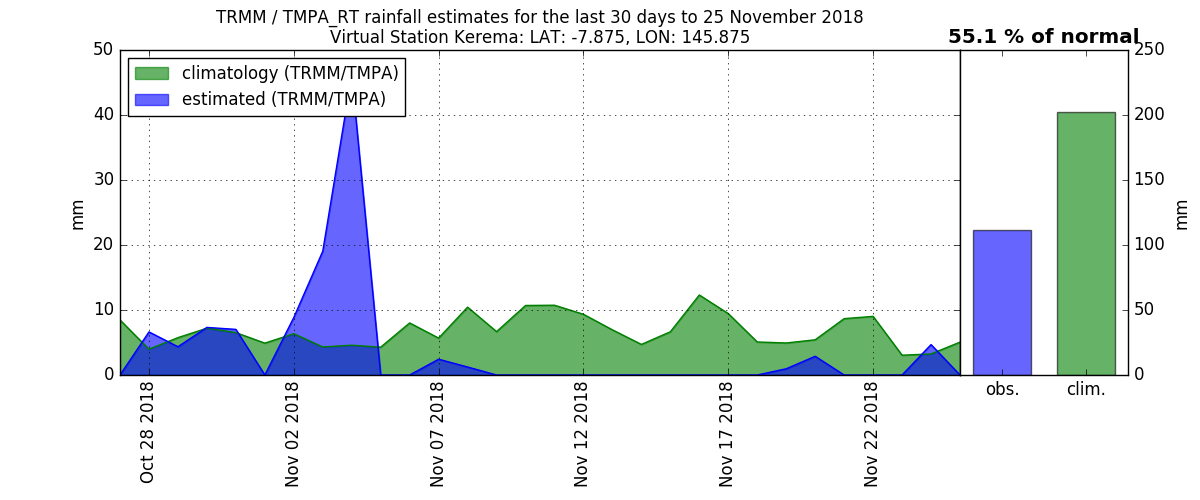 TRMM / TMPA_RT rainfall estimates for the last 30 days to 25 November 2018
Virtual Station Kerema: LAT: -7.875, LON: 145.875
55.1 % of normal
climatology (TRMM/TMPA)
estimated (TRMM/TMPA)
50
40
30
20
10
0
mm
Oct 28 2018
Nov 02 2018
Nov 07 2018
Nov 12 2018
Nov 17 2018
Nov 22 2018
obs.
clim.
250
200
150
100
50
0
mm